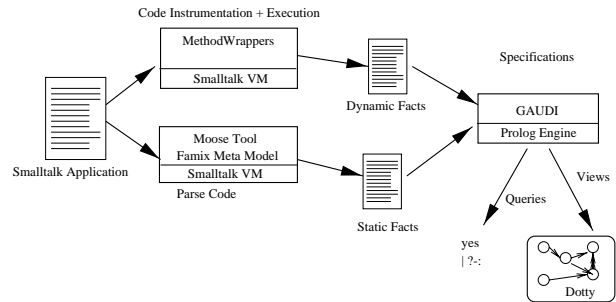 Code Instrumentation + Execution
MethodWrappers
Smalltalk VM
Smalltalk Application
Moose Tool
Famix Meta Model
Smalltalk VM
Parse Code
Dynamic Facts
Static Facts
Specifications
GAUDI
Prolog Engine
Queries
Views
yes
| ?-:
Dotty